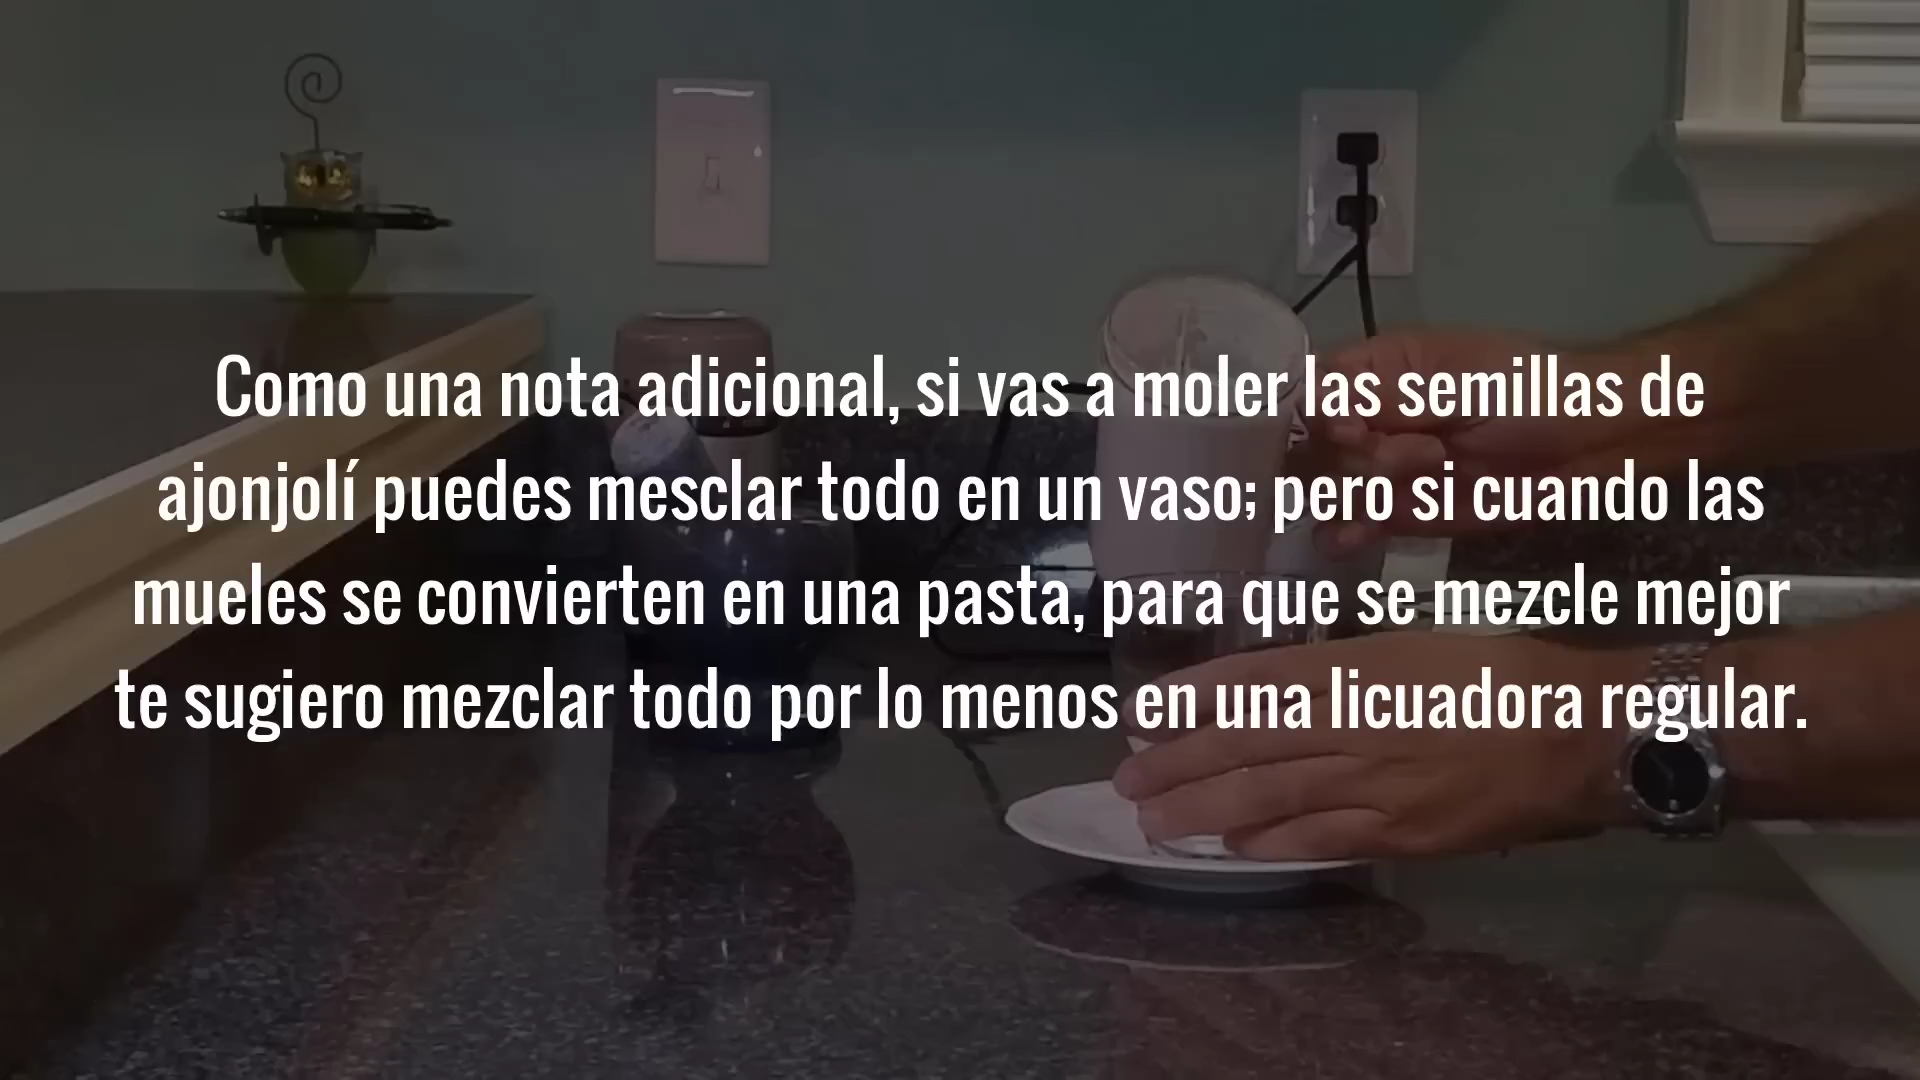 Como una nota adicional, si vas a moler las semillas de
ajonjolí puedes mesclar todo en un vaso; pero si cuando las
mueles se convierten en una pasta, para que se mezcle mejor
te sugiero mezclar todo por lo menos en una licuadora regular.